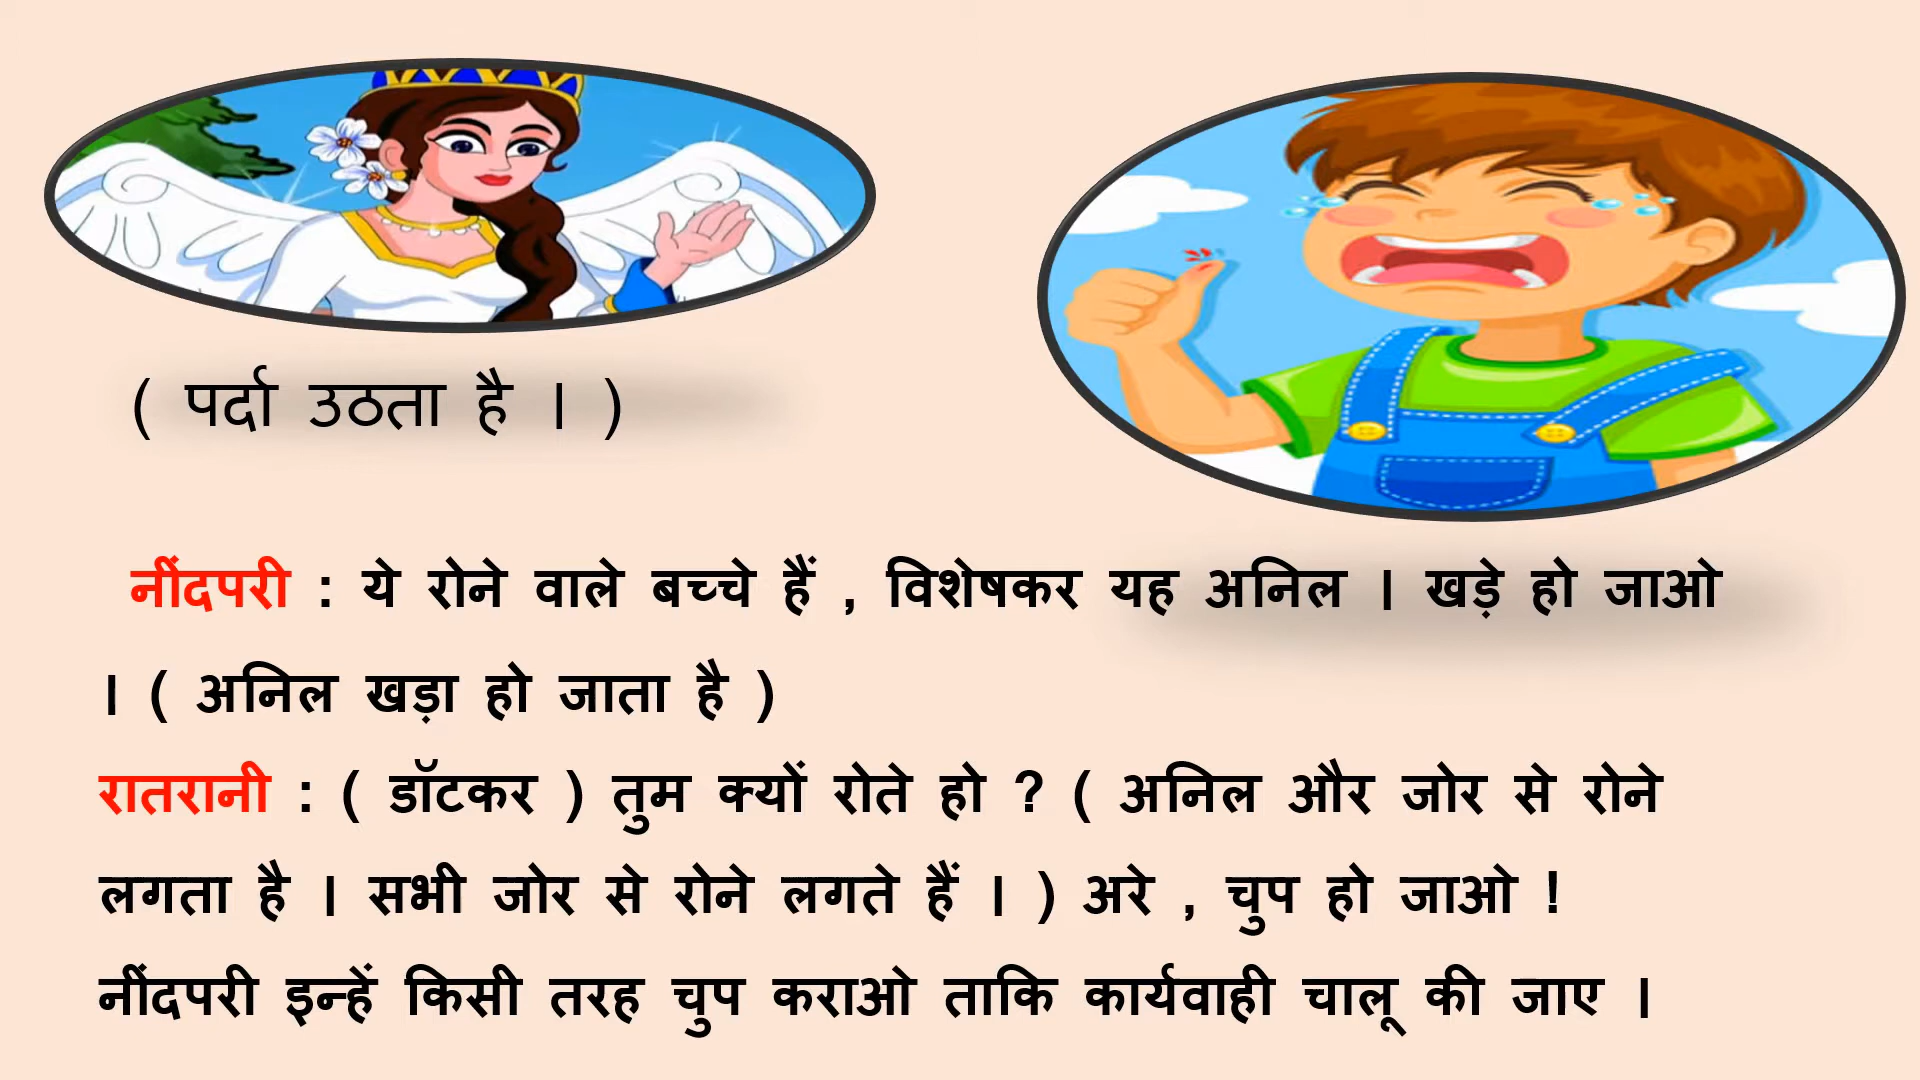 ( पर्दा उठता है । )
नींदपरी : ये रोने वाले बच्चे हैं , विशेषकर यह अनिल । खड़े हो जाओ
। ( अनिल खड़ा हो जाता है )
रातरानी : ( डॉटकर ) तुम क्यों रोते हो ? ( अनिल और जोर से रोने
लगता है । सभी जोर से रोने लगते हैं । ) अरे , चुप हो जाओ !
नींदपरी इन्हें किसी तरह चुप कराओ ताकि कार्यवाही चालू की जाए ।